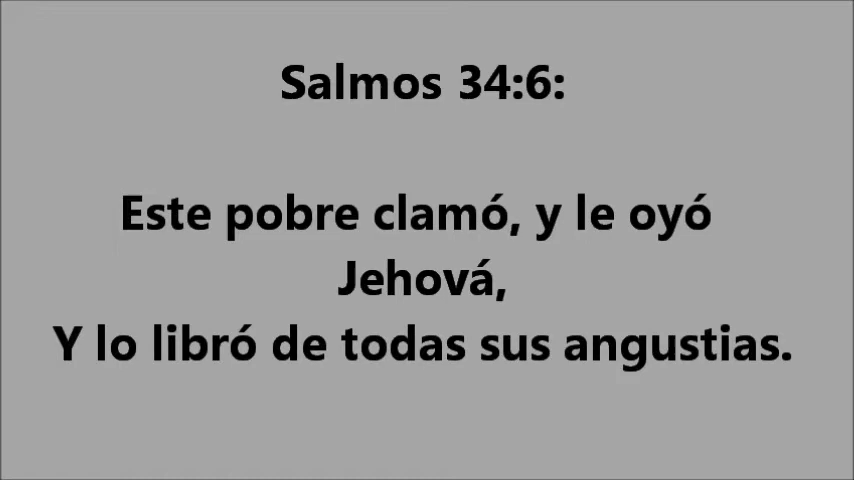 Salmos 34:6:
Este pobre clamó, y le oyó
Jehová,
Y lo libró de todas sus angustias.